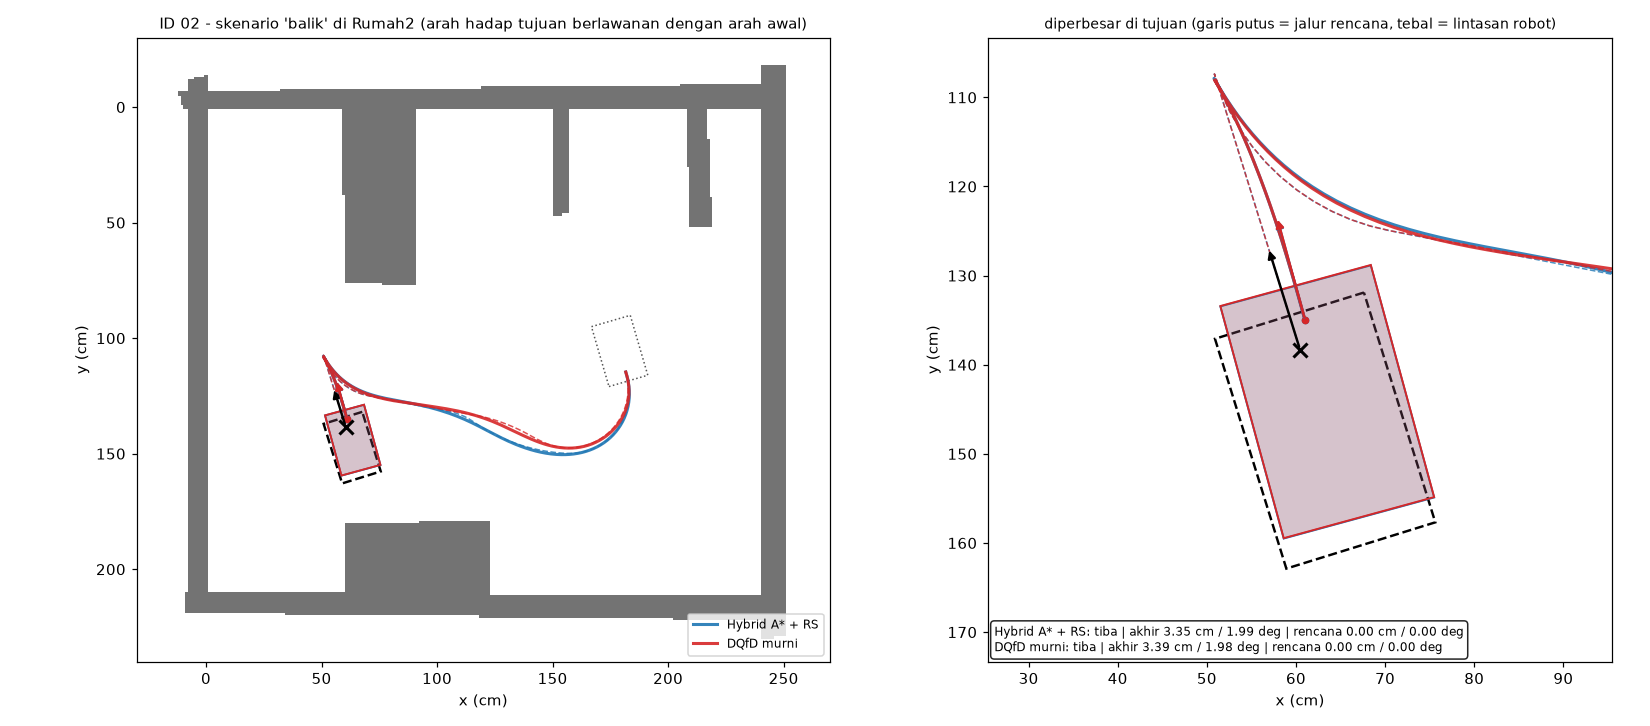 ID 02 - skenario 'balik' di Rumah2 (arah hadap tujuan berlawanan dengan arah awal)
0
50
100
150
200
y (cm)
0
50
100
150
200
250
x (cm)
Hybrid A* + RS
DQfD murni
diperbesar di tujuan (garis putus = jalur rencana, tebal = lintasan robot)
110
120
130
140
150
160
170
y (cm)
30
40
50
60
70
80
90
x (cm)
Hybrid A* + RS: tiba | akhir 3.35 cm / 1.99 deg | rencana 0.00 cm / 0.00 deg
DQfD murni: tiba | akhir 3.39 cm / 1.98 deg | rencana 0.00 cm / 0.00 deg